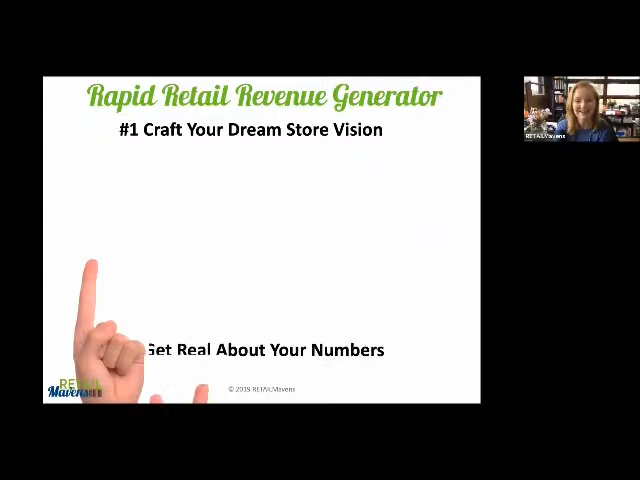 Rapid Retail Revenue Generator
#1 Craft Your Dream Store Vision
RETAILMavens
Get Real About Your Numbers
RETAIL
Mavens
© 2019 RETAILMavens